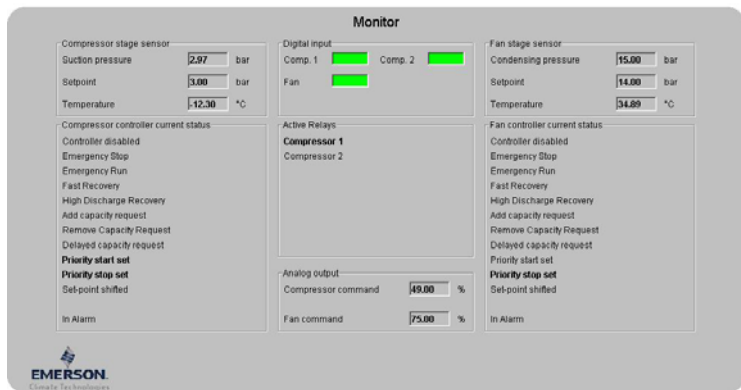 Monitor
Compressor stage sensor
Suction pressure 2.97 bar
Setpoint 3.00 bar
Temperature -12.30 °C
Digital input
Comp. 1 Comp. 2
Fan
Fan stage sensor
Condensing pressure 15.00 bar
Setpoint 14.00 bar
Temperature 34.89 °C
Compressor controller current status
Controller disabled
Emergency Stop
Emergency Run
Fast Recovery
High Discharge Recovery
Add capacity request
Remove Capacity Request
Delayed capacity request
Priority start set
Priority stop set
Set-point shifted
In Alarm
Active Relays
Compressor 1
Compressor 2
Analog output
Compressor command 49.00 %
Fan command 75.00 %
Fan controller current status
Controller disabled
Emergency Stop
Emergency Run
Fast Recovery
High Discharge Recovery
Add capacity request
Remove Capacity Request
Delayed capacity request
Priority start set
Priority stop set
Set-point shifted
In Alarm
EMERSON.
Climate Technologies